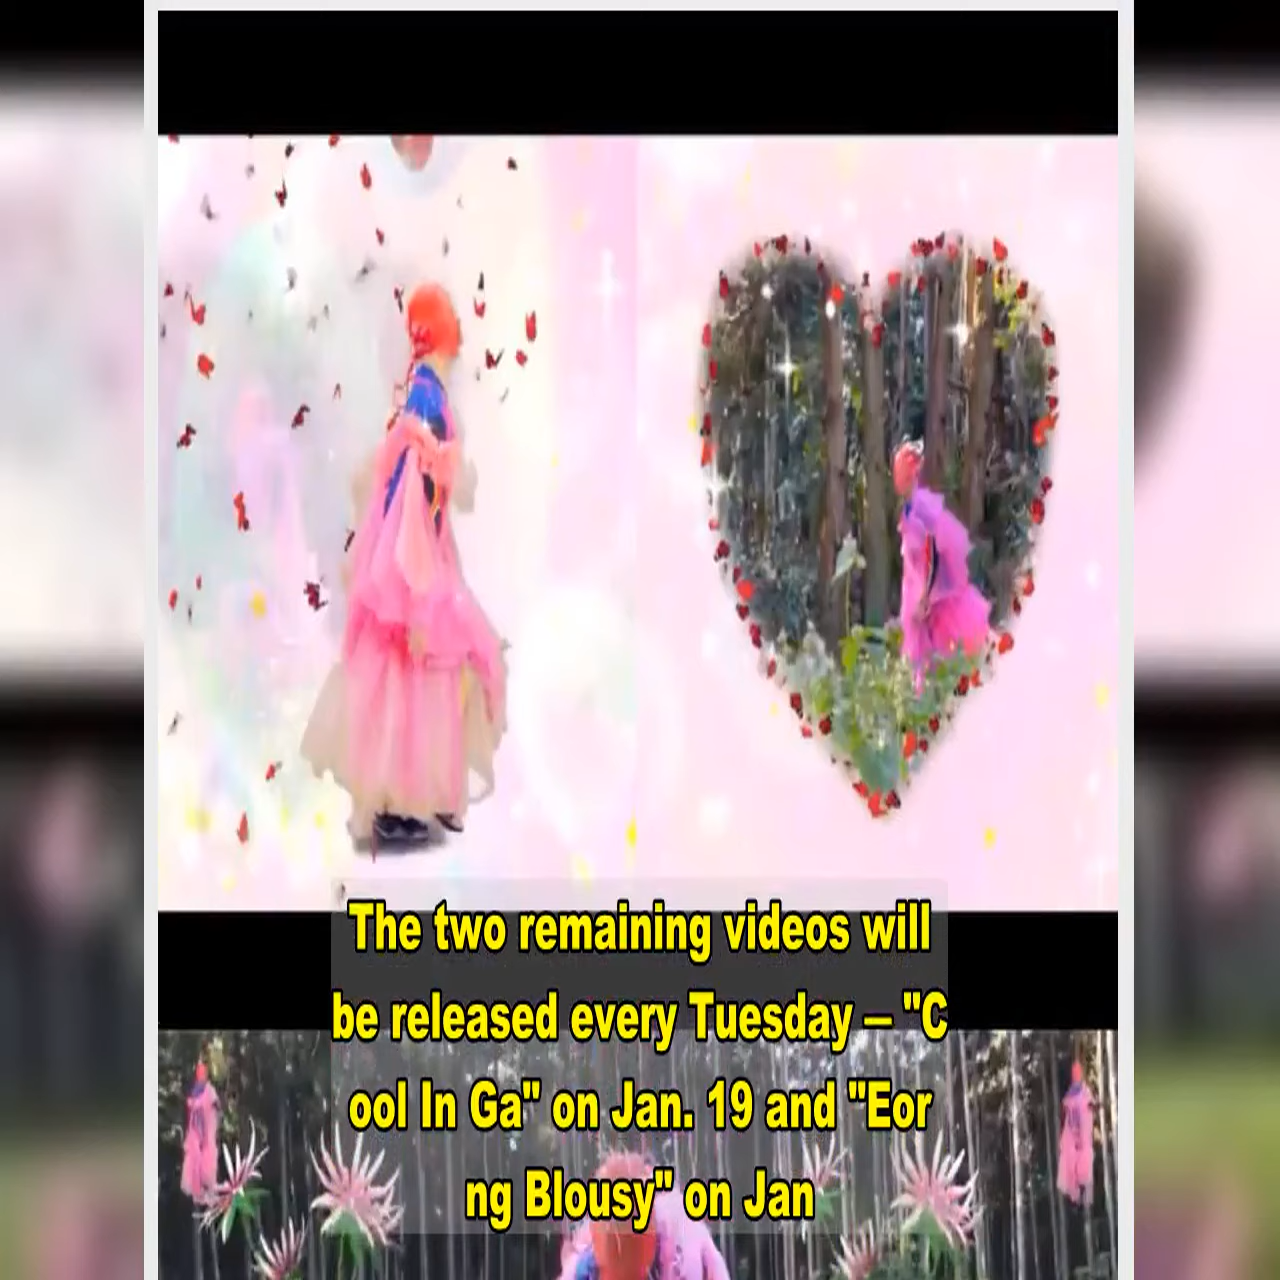 The two remaining videos will
be released every Tuesday – "C
ool In Ga" on Jan. 19 and "Eor
ng Blousy" on Jan